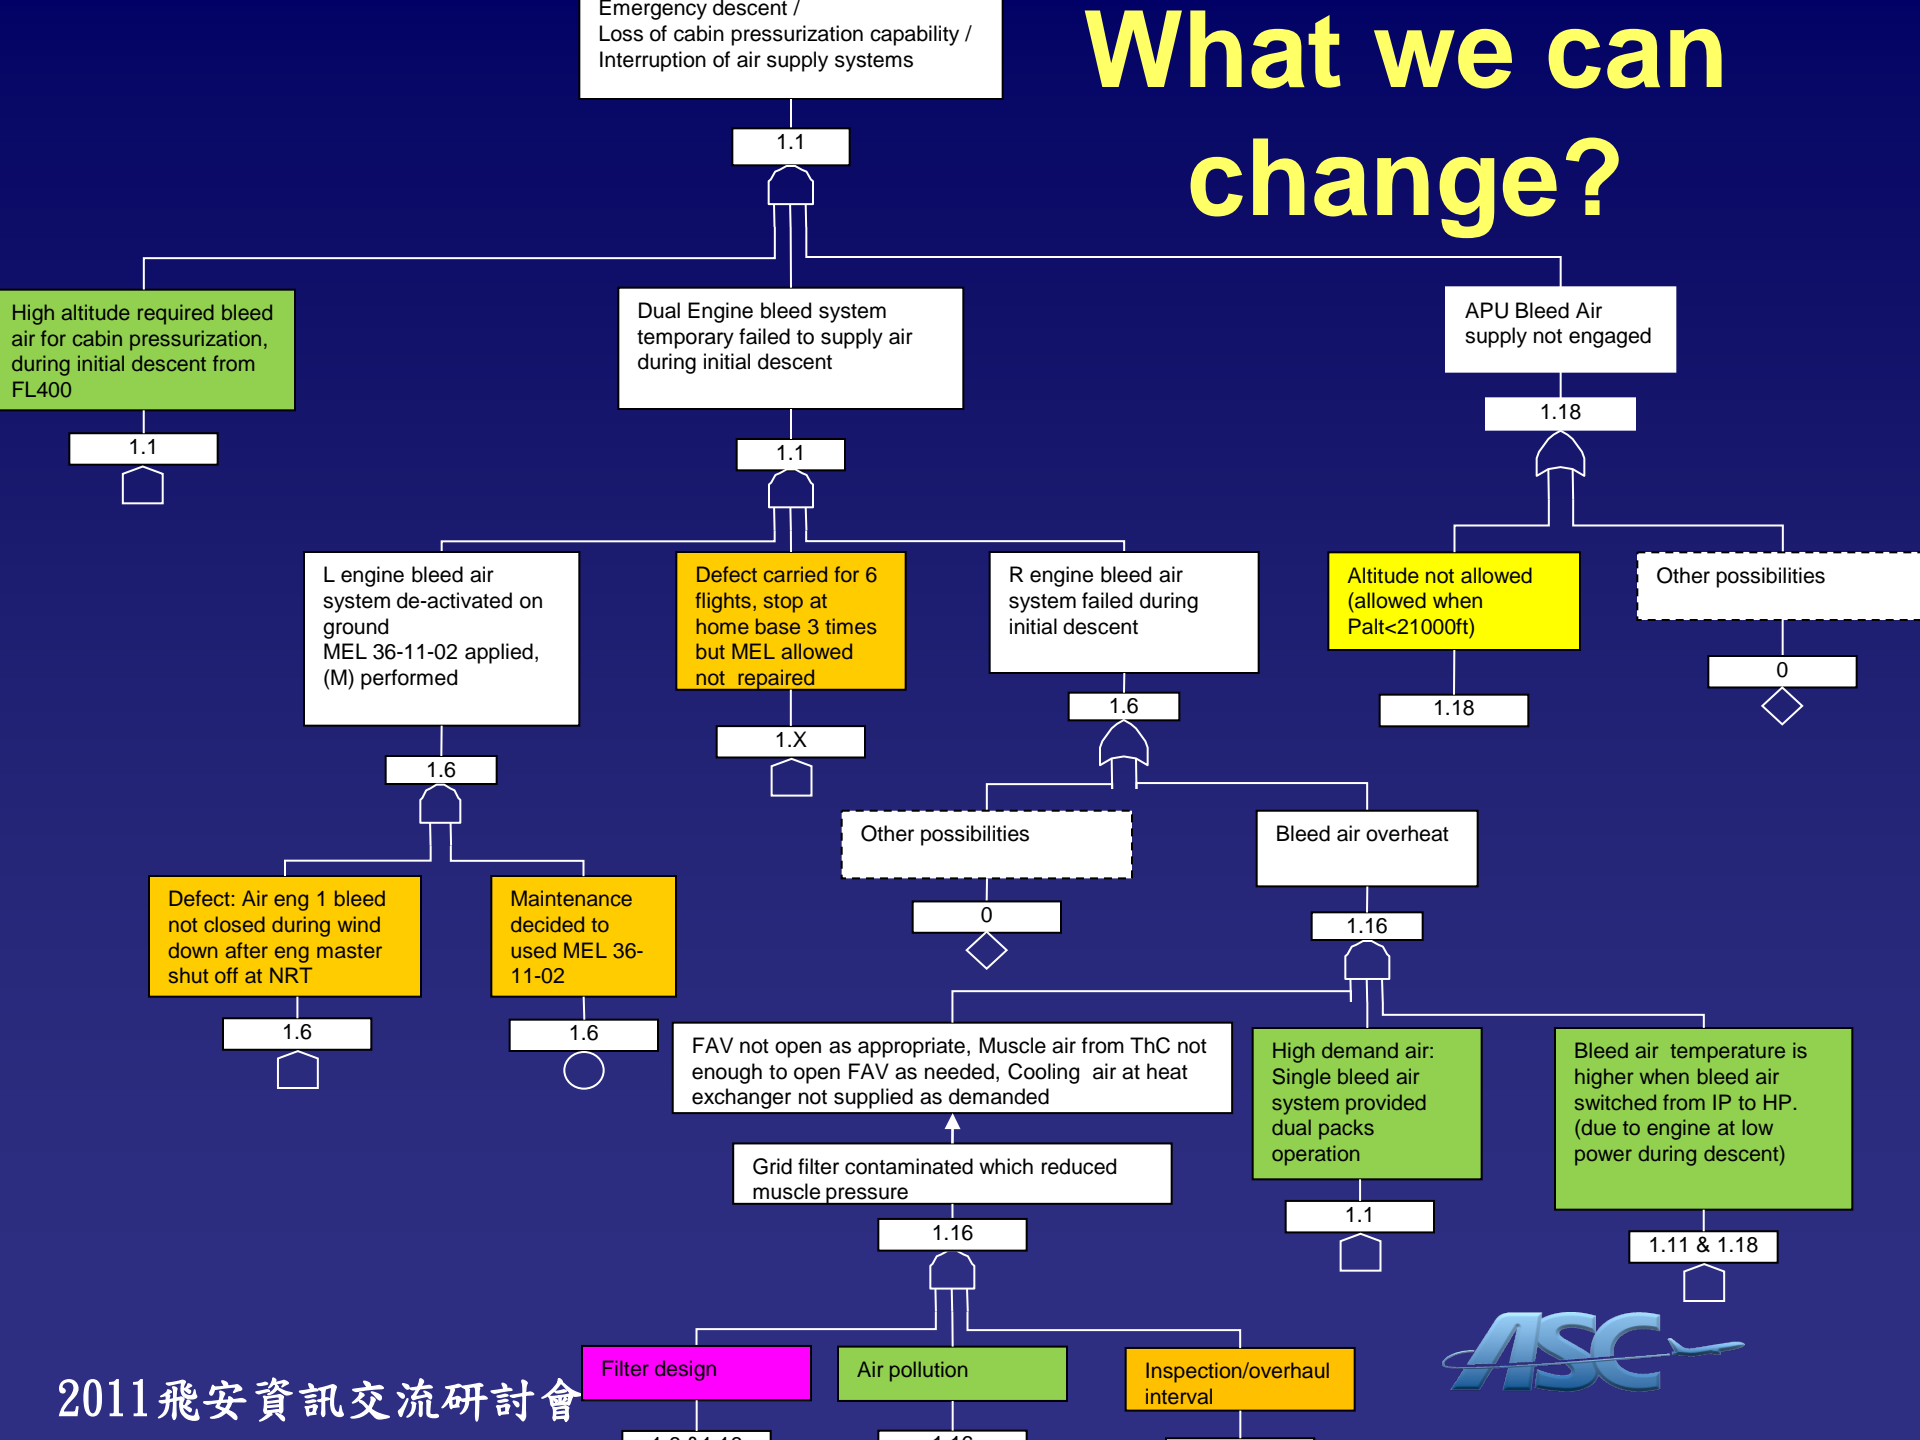 Emergency descent /
Loss of cabin pressurization capability /
Interruption of air supply systems
What we can
change?
1.1
High altitude required bleed
air for cabin pressurization,
during initial descent from
FL400
1.1
Dual Engine bleed system
temporary failed to supply air
during initial descent
1.1
APU Bleed Air
supply not engaged
1.18
L engine bleed air
system de-activated on
ground
MEL 36-11-02 applied,
(M) performed
1.6
Defect carried for 6
flights, stop at
home base 3 times
but MEL allowed
not repaired
1.X
R engine bleed air
system failed during
initial descent
1.6
Altitude not allowed
(allowed when
Palt<21000ft)
1.18
Other possibilities
0
Other possibilities
0
Bleed air overheat
1.16
Defect: Air eng 1 bleed
not closed during wind
down after eng master
shut off at NRT
1.6
Maintenance
decided to
used MEL 36-
11-02
1.6
FAV not open as appropriate, Muscle air from ThC not
enough to open FAV as needed, Cooling air at heat
exchanger not supplied as demanded
Grid filter contaminated which reduced
muscle pressure
1.16
High demand air:
Single bleed air
system provided
dual packs
operation
1.1
Bleed air temperature is
higher when bleed air
switched from IP to HP.
(due to engine at low
power during descent)
1.11 & 1.18
Filter design
Air pollution
Inspection/overhaul
interval
ASC
2011飛安資訊交流研討會